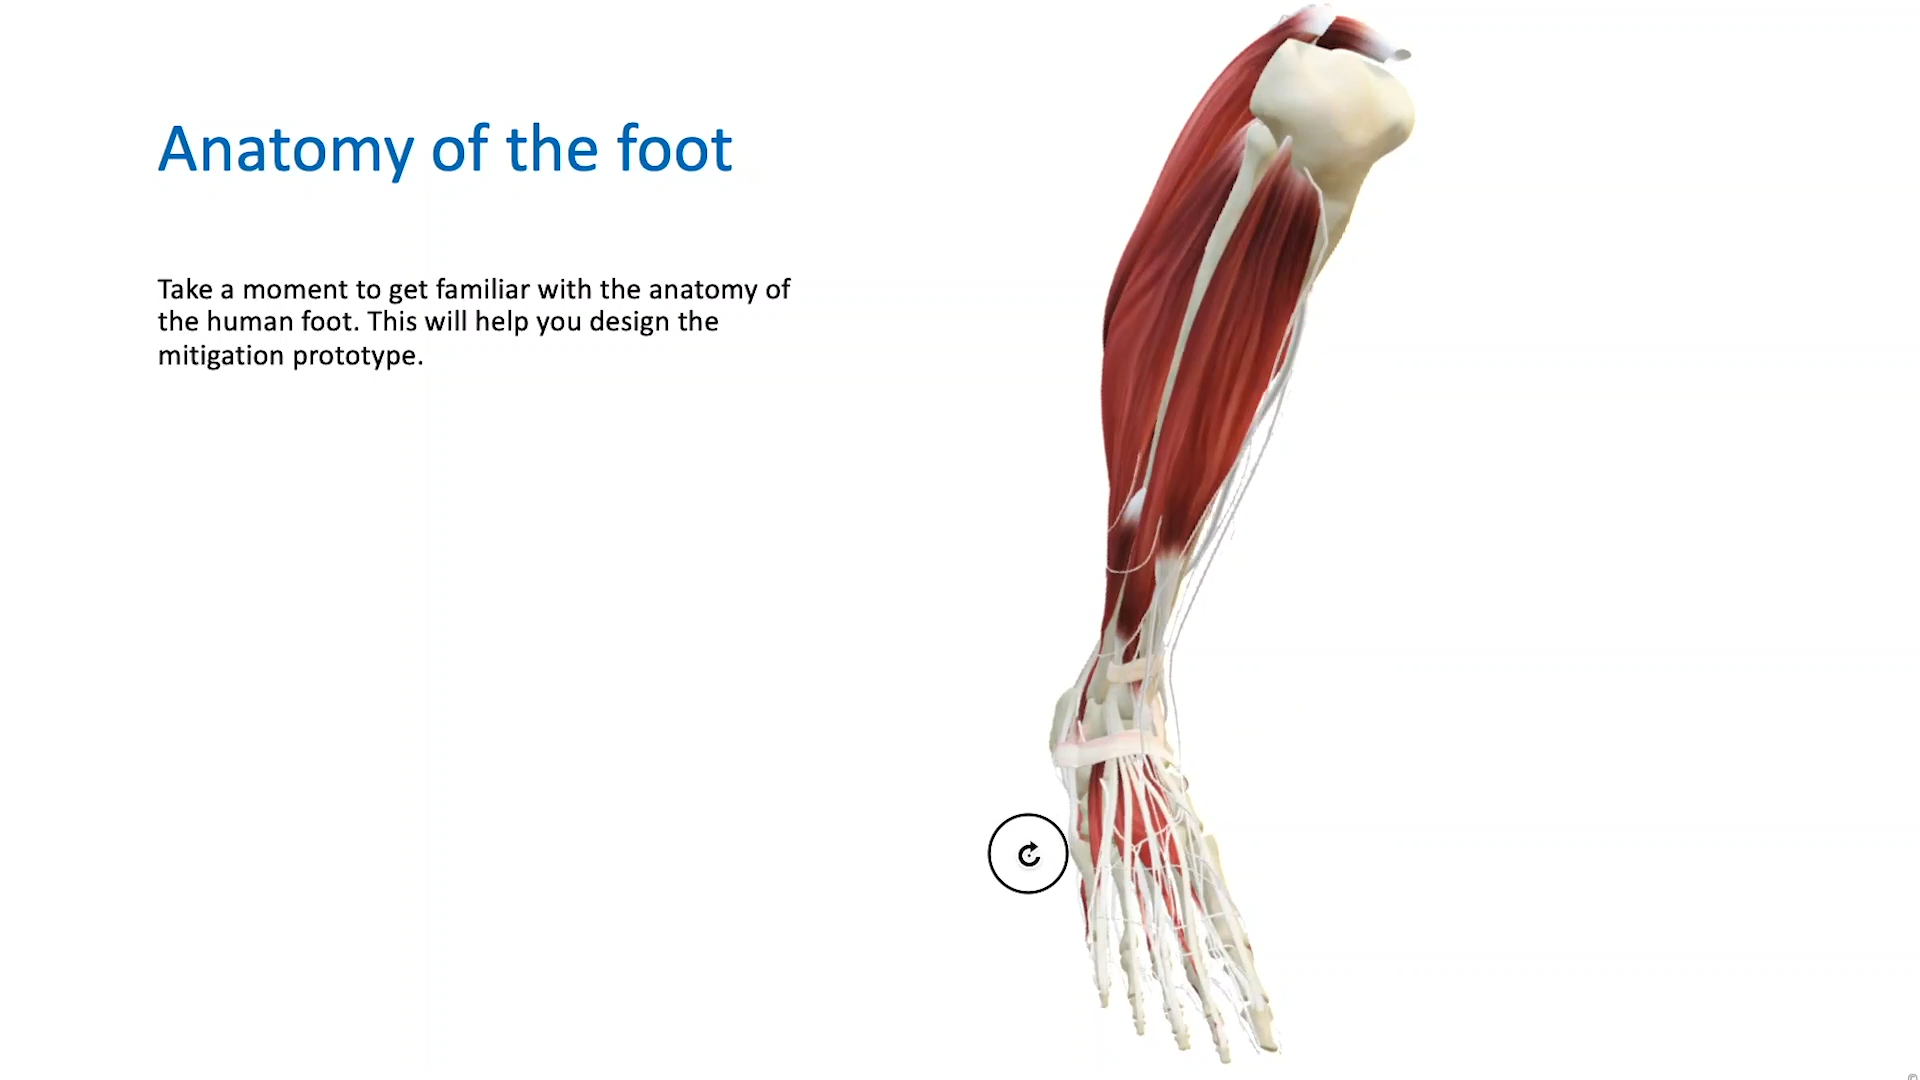 Anatomy of the foot
Take a moment to get familiar with the anatomy of
the human foot. This will help you design the
mitigation prototype.
©